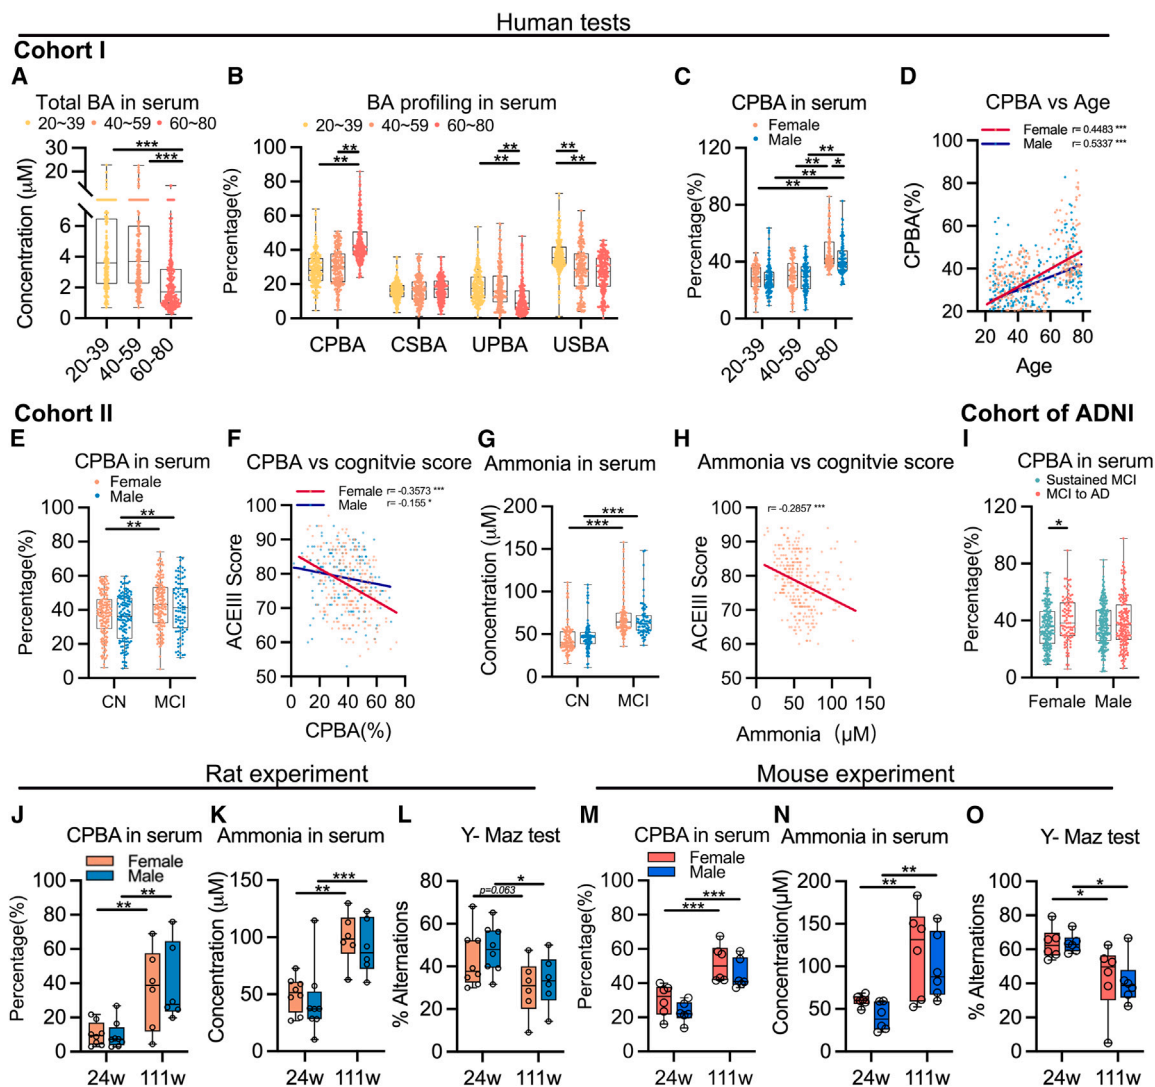 Human tests
Cohort I
A
Total BA in serum
20~39 40~59 60~80
Concentration (μM)
30
20
6
4
2
0
***
***
20-39 40-59 60-80
B
BA profiling in serum
20~39 40~59 60~80
Percentage(%)
100
80
60
40
20
0
** ** **
** ** **
CPBA CSBA UPBA USBA
C
CPBA in serum
Female
Male
Percentage(%)
120
80
40
0
**
** *
**
**
20-39 40-59 60-80
D
CPBA vs Age
Female r= 0.4483 ***
Male r= 0.5337 ***
CPBA(%)
100
80
60
40
20
20 40 60 80
Age
Cohort II
E
CPBA in serum
Female
Male
Percentage(%)
100
80
60
40
20
0
**
**
CN MCI
F
CPBA vs cognitvie score
Female r= -0.3573 ***
Male r= -0.155 *
ACEIII Score
100
90
80
70
60
50
0 20 40 60 80
CPBA(%)
G
Ammonia in serum
Concentration (μM)
200
150
100
50
0
***
***
CN MCI
H
Ammonia vs cognitvie score
r= -0.2857 ***
ACEIII Score
100
90
80
70
60
50
0 50 100 150
Ammonia （μM）
Cohort of ADNI
I
CPBA in serum
Sustained MCI
MCI to AD
Percentage(%)
120
80
40
0
*
Female Male
Rat experiment
J
CPBA in serum
Female
Male
Percentage(%)
100
80
60
40
20
0
**
**
24w 111w
K
Ammonia in serum
Concentration (μM)
150
100
50
0
***
**
24w 111w
L
Y- Maz test
% Alternations
80
60
40
20
0
*
p=0.063
24w 111w
Mouse experiment
M
CPBA in serum
Female
Male
Percentage(%)
100
80
60
40
20
0
***
***
24w 111w
N
Ammonia in serum
Concentration(μM)
200
150
100
50
0
**
**
24w 111w
O
Y- Maz test
% Alternations
100
80
60
40
20
0
*
*
24w 111w